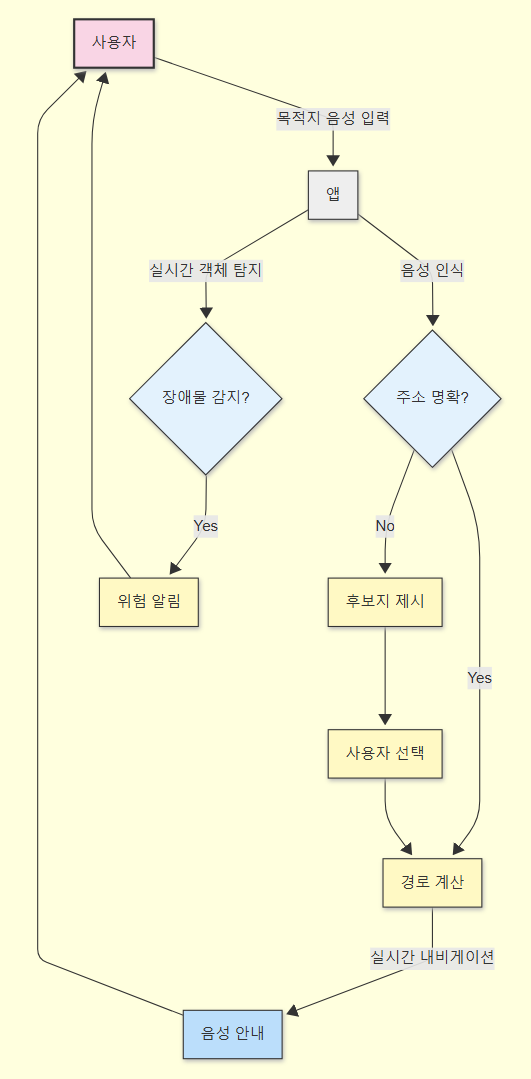 사용자
목적지 음성 입력
앱
실시간 객체 탐지
음성 인식
장애물 감지?
주소 명확?
Yes
No
위험 알림
후보지 제시
Yes
사용자 선택
경로 계산
실시간 내비게이션
음성 안내